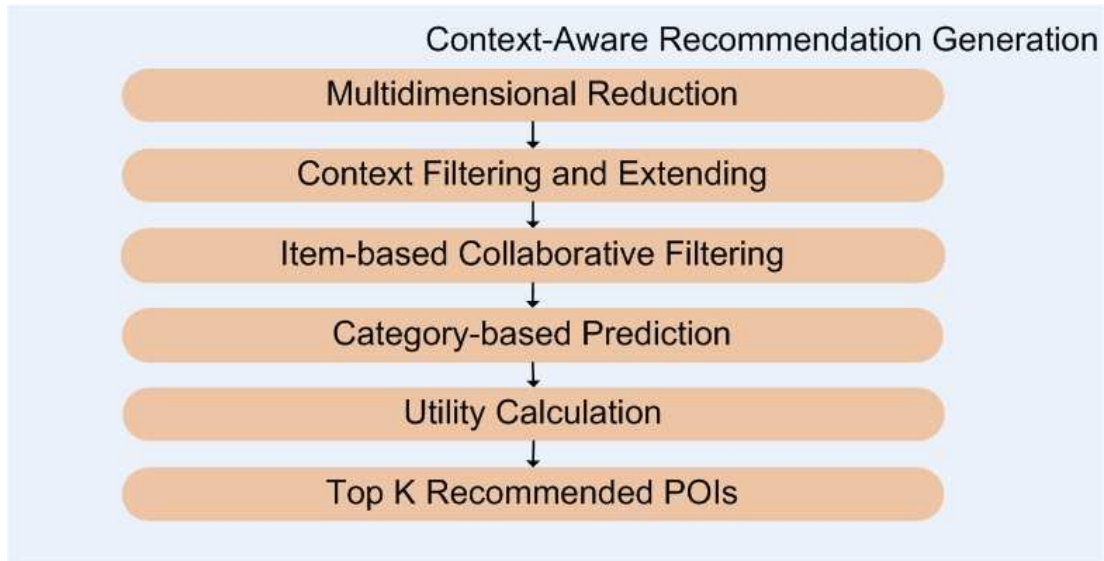 Context-Aware Recommendation Generation
Multidimensional Reduction
Context Filtering and Extending
Item-based Collaborative Filtering
Category-based Prediction
Utility Calculation
Top K Recommended POIs